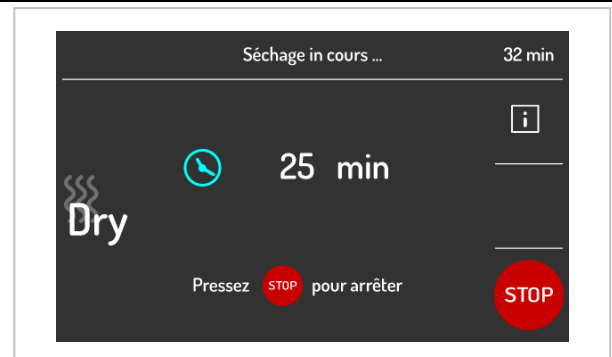 Séchage in cours ... 32 min
i
25 min
Dry
Pressez STOP pour arrêter
STOP